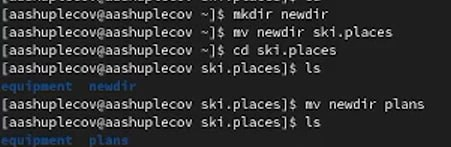 [aashuplecov@aashuplecov ~]$ mkdir newdir
[aashuplecov@aashuplecov ~]$ mv newdir ski.places
[aashuplecov@aashuplecov ~]$ cd ski.places
[aashuplecov@aashuplecov ski.places]$ ls
equipment newdir
[aashuplecov@aashuplecov ski.places]$ mv newdir plans
[aashuplecov@aashuplecov ski.places]$ ls
equipment plans